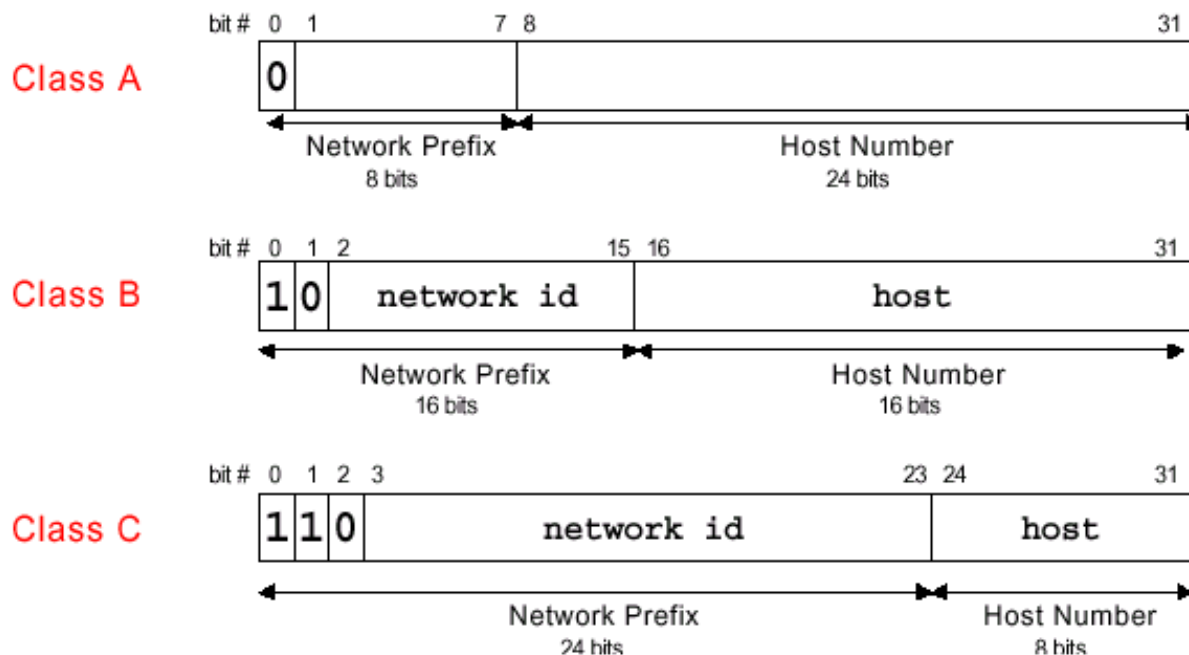 bit # 0 1 7 8 31
Class A 0
Network Prefix Host Number
8 bits 24 bits
bit # 0 1 2 15 16 31
Class B 1 0 network id host
Network Prefix Host Number
16 bits 16 bits
bit # 0 1 2 3 23 24 31
Class C 1 1 0 network id host
Network Prefix Host Number
24 bits 8 bits